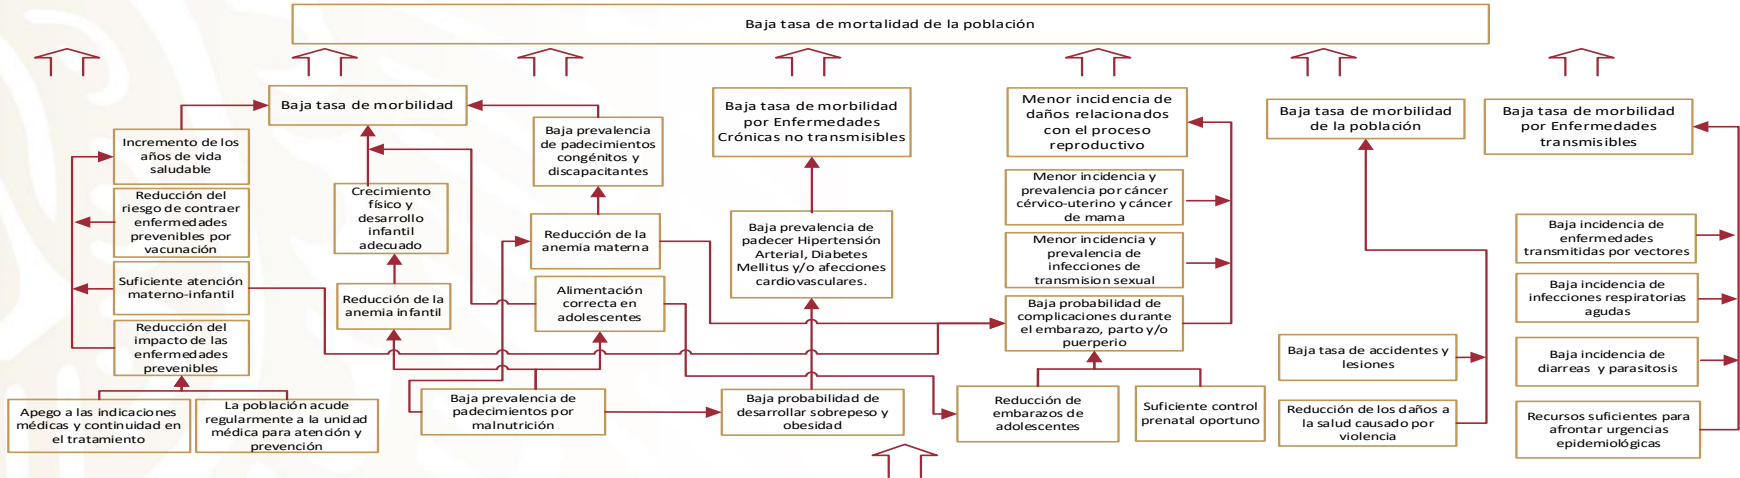 Baja tasa de mortalidad de la población
Baja tasa de morbilidad
Incremento de los
años de vida
saludable
Reducción del
riesgo de contraer
enfermedades
prevenibles por
vacunación
Suficiente atención
materno-infantil
Reducción del
impacto de las
enfermedades
prevenibles
Apego a las indicaciones
médicas y continuidad en
el tratamiento
La población acude
regularmente a la unidad
médica para atención y
prevención
Crecimiento
físico y
desarrollo
infantil
adecuado
Reducción de la
anemia infantil
Baja prevalencia
de padecimientos
congénitos y
discapacitantes
Reducción de la
anemia materna
Alimentación
correcta en
adolescentes
Baja prevalencia de
padecimientos por
malnutrición
Baja tasa de morbilidad
por Enfermedades
Crónicas no transmisibles
Baja prevalencia de
padecer Hipertensión
Arterial, Diabetes
Mellitus y/o afecciones
cardiovasculares.
Baja probabilidad de
desarrollar sobrepeso y
obesidad
Menor incidencia de
daños relacionados
con el proceso
reproductivo
Menor incidencia y
prevalencia por cáncer
cérvico-uterino y cáncer
de mama
Menor incidencia y
prevalencia de
infecciones de
transmision sexual
Baja probabilidad de
complicaciones durante
el embarazo, parto y/o
puerperio
Reducción de
embarazos de
adolescentes
Suficiente control
prenatal oportuno
Baja tasa de morbilidad
de la población
Baja tasa de accidentes y
lesiones
Reducción de los daños a
la salud causado por
violencia
Baja tasa de morbilidad
por Enfermedades
transmisibles
Baja incidencia de
enfermedades
transmitidas por vectores
Baja incidencia de
infecciones respiratorias
agudas
Baja incidencia de
diarreas y parasitosis
Recursos suficientes para
afrontar urgencias
epidemiológicas